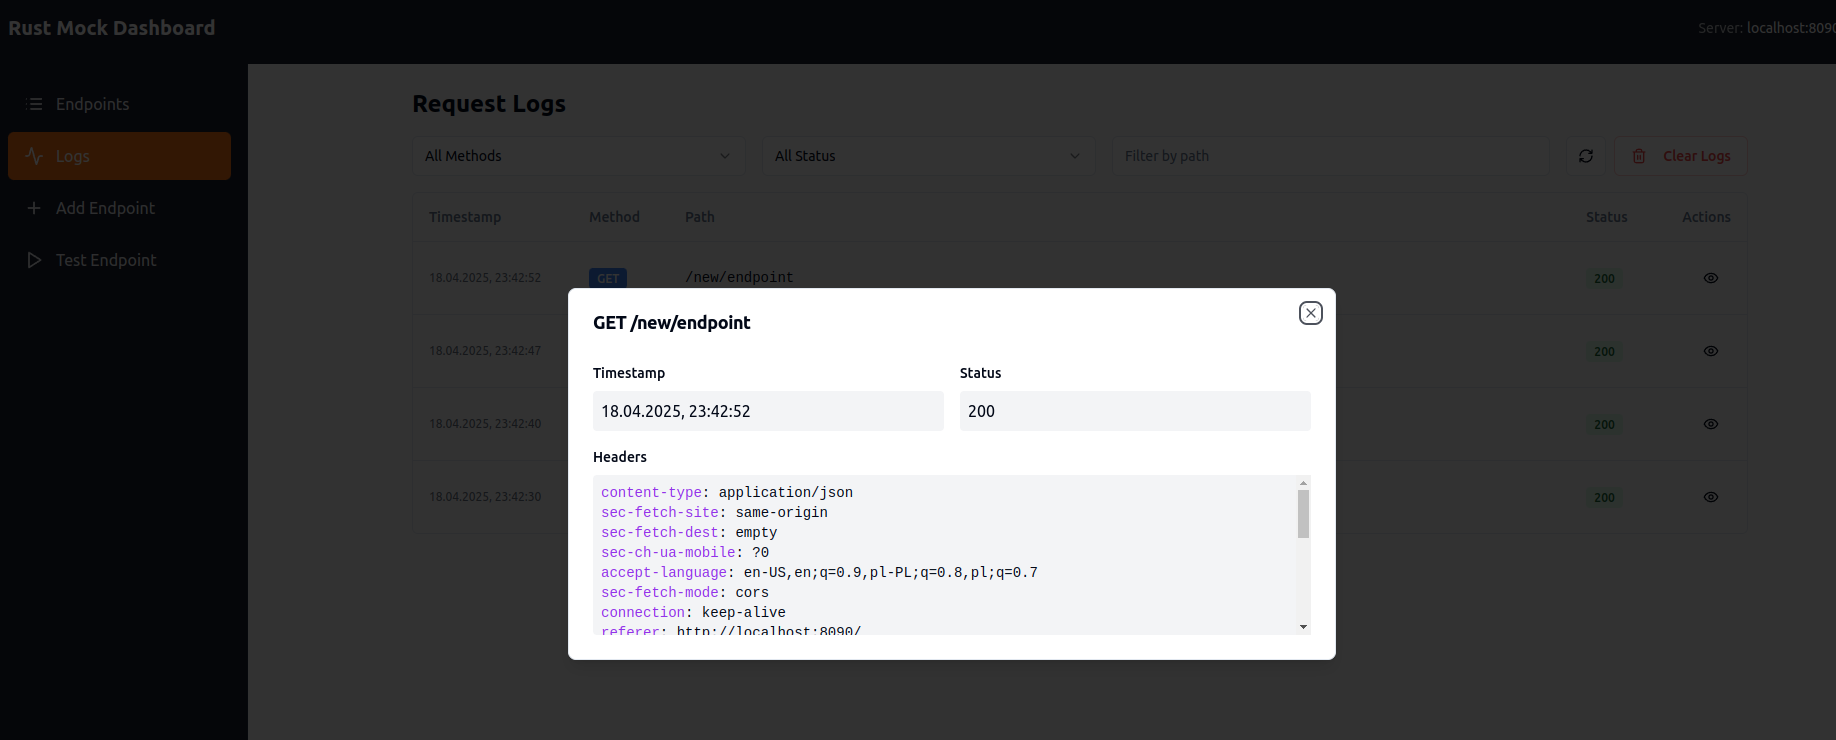 Rust Mock Dashboard
Server: localhost:8090
Endpoints
Logs
Add Endpoint
Test Endpoint
Request Logs
All Methods
All Status
Filter by path
Clear Logs
Timestamp Method Path Status Actions
18.04.2025, 23:42:52 GET /new/endpoint 200
18.04.2025, 23:42:47 200
18.04.2025, 23:42:40 200
18.04.2025, 23:42:30 200
GET /new/endpoint
Timestamp Status
18.04.2025, 23:42:52 200
Headers
content-type: application/json
sec-fetch-site: same-origin
sec-fetch-dest: empty
sec-ch-ua-mobile: ?0
accept-language: en-US,en;q=0.9,pl-PL;q=0.8,pl;q=0.7
sec-fetch-mode: cors
connection: keep-alive
referer: http://localhost:8090/